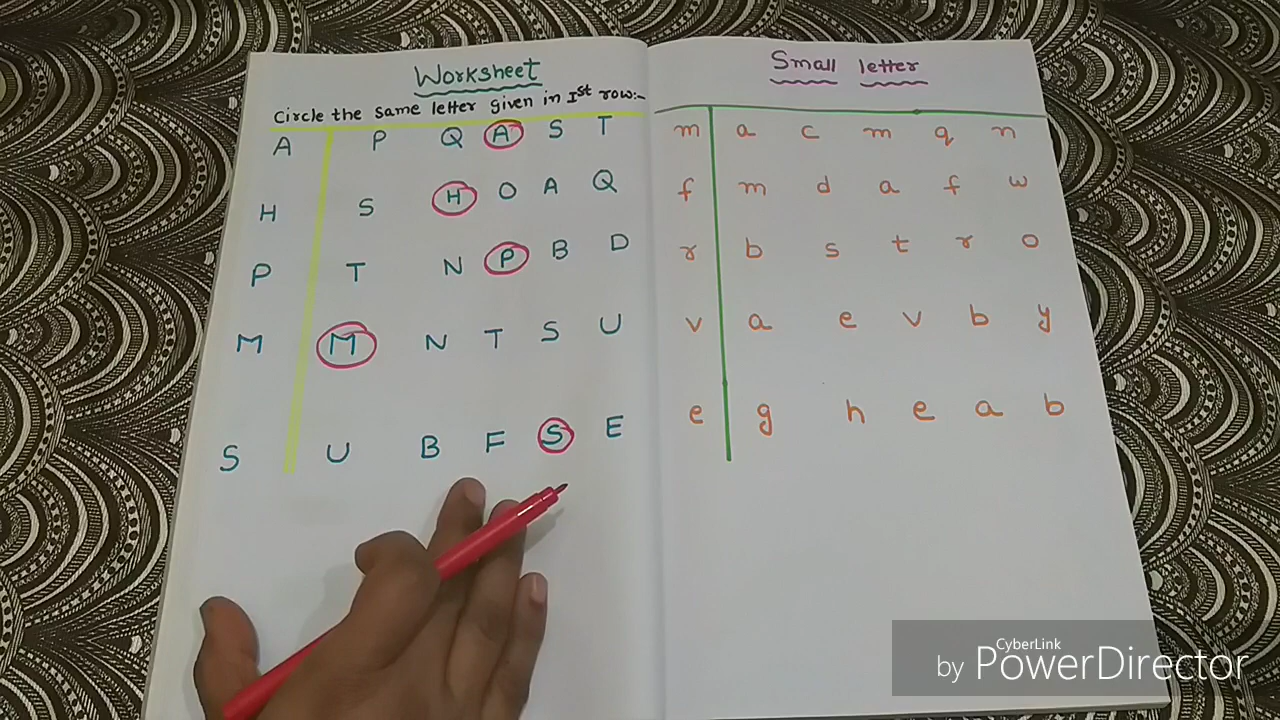 Worksheet
Circle the same letter given in Ist row:-
A P Q A S T
H S H O A Q
P T N P B D
M M N T S U
S U B F S E
Small letter
m a c m q n
f m d a f w
r b s t r o
v a e v b y
e g h e a b
CyberLink
by PowerDirector